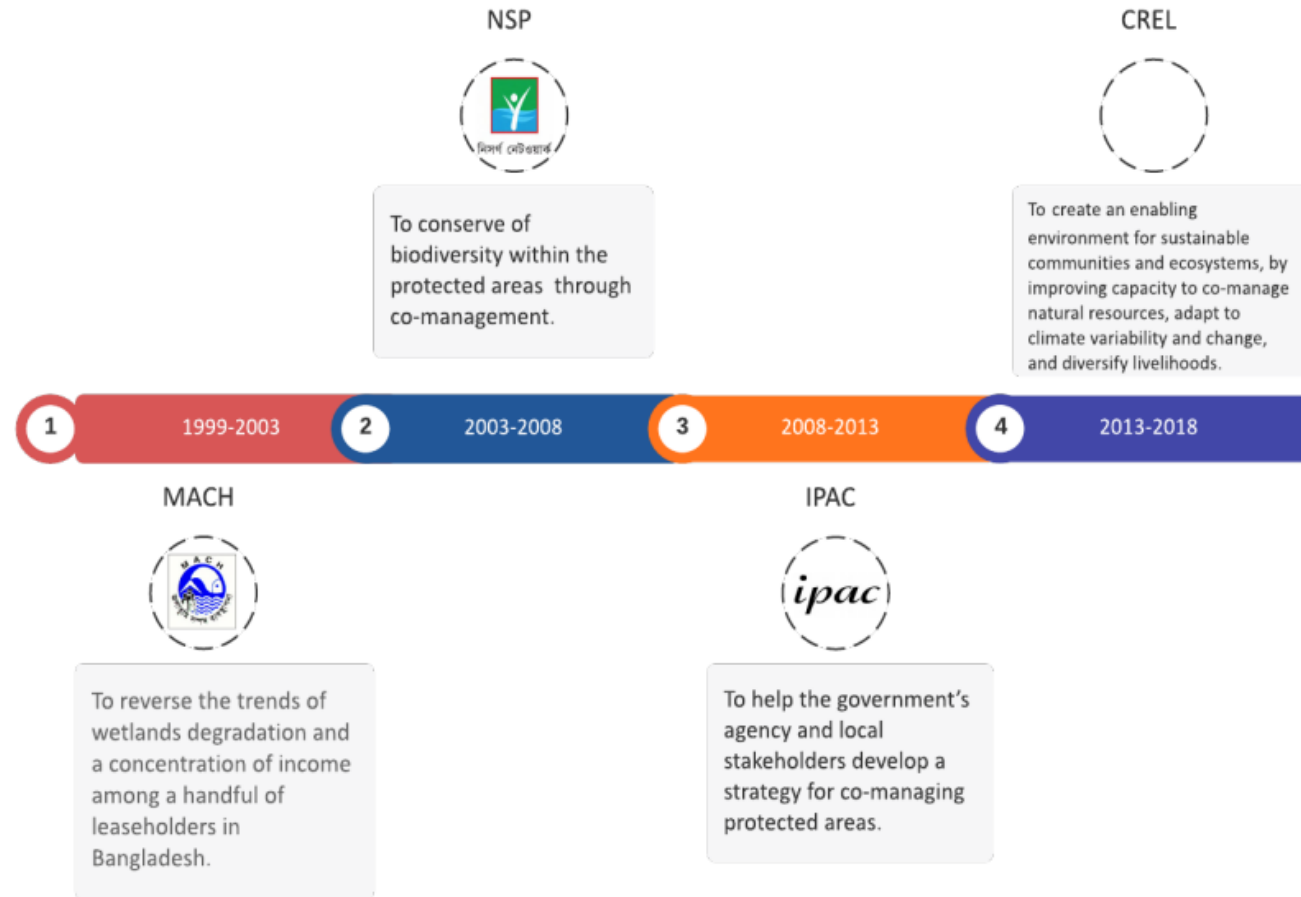 NSP
CREL
নিসর্গ নেটওয়ার্ক
To conserve of
biodiversity within the
protected areas through
co-management.
To create an enabling
environment for sustainable
communities and ecosystems, by
improving capacity to co-manage
natural resources, adapt to
climate variability and change,
and diversify livelihoods.
1 1999-2003 2 2003-2008 3 2008-2013 4 2013-2018
MACH
IPAC
MACH
ipac
To reverse the trends of
wetlands degradation and
a concentration of income
among a handful of
leaseholders in
Bangladesh.
To help the government’s
agency and local
stakeholders develop a
strategy for co-managing
protected areas.